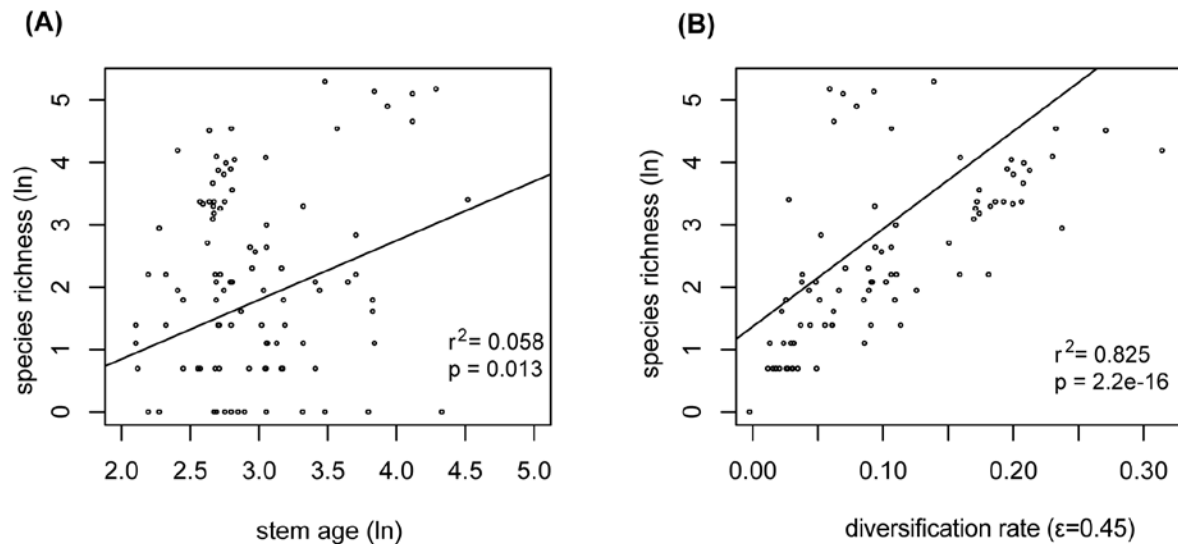 (A)
species richness (ln)
5
4
3
2
1
0
r² = 0.058
p = 0.013
2.0 2.5 3.0 3.5 4.0 4.5 5.0
stem age (ln)
(B)
species richness (ln)
5
4
3
2
1
0
r² = 0.825
p = 2.2e-16
0.00 0.10 0.20 0.30
diversification rate (ε=0.45)